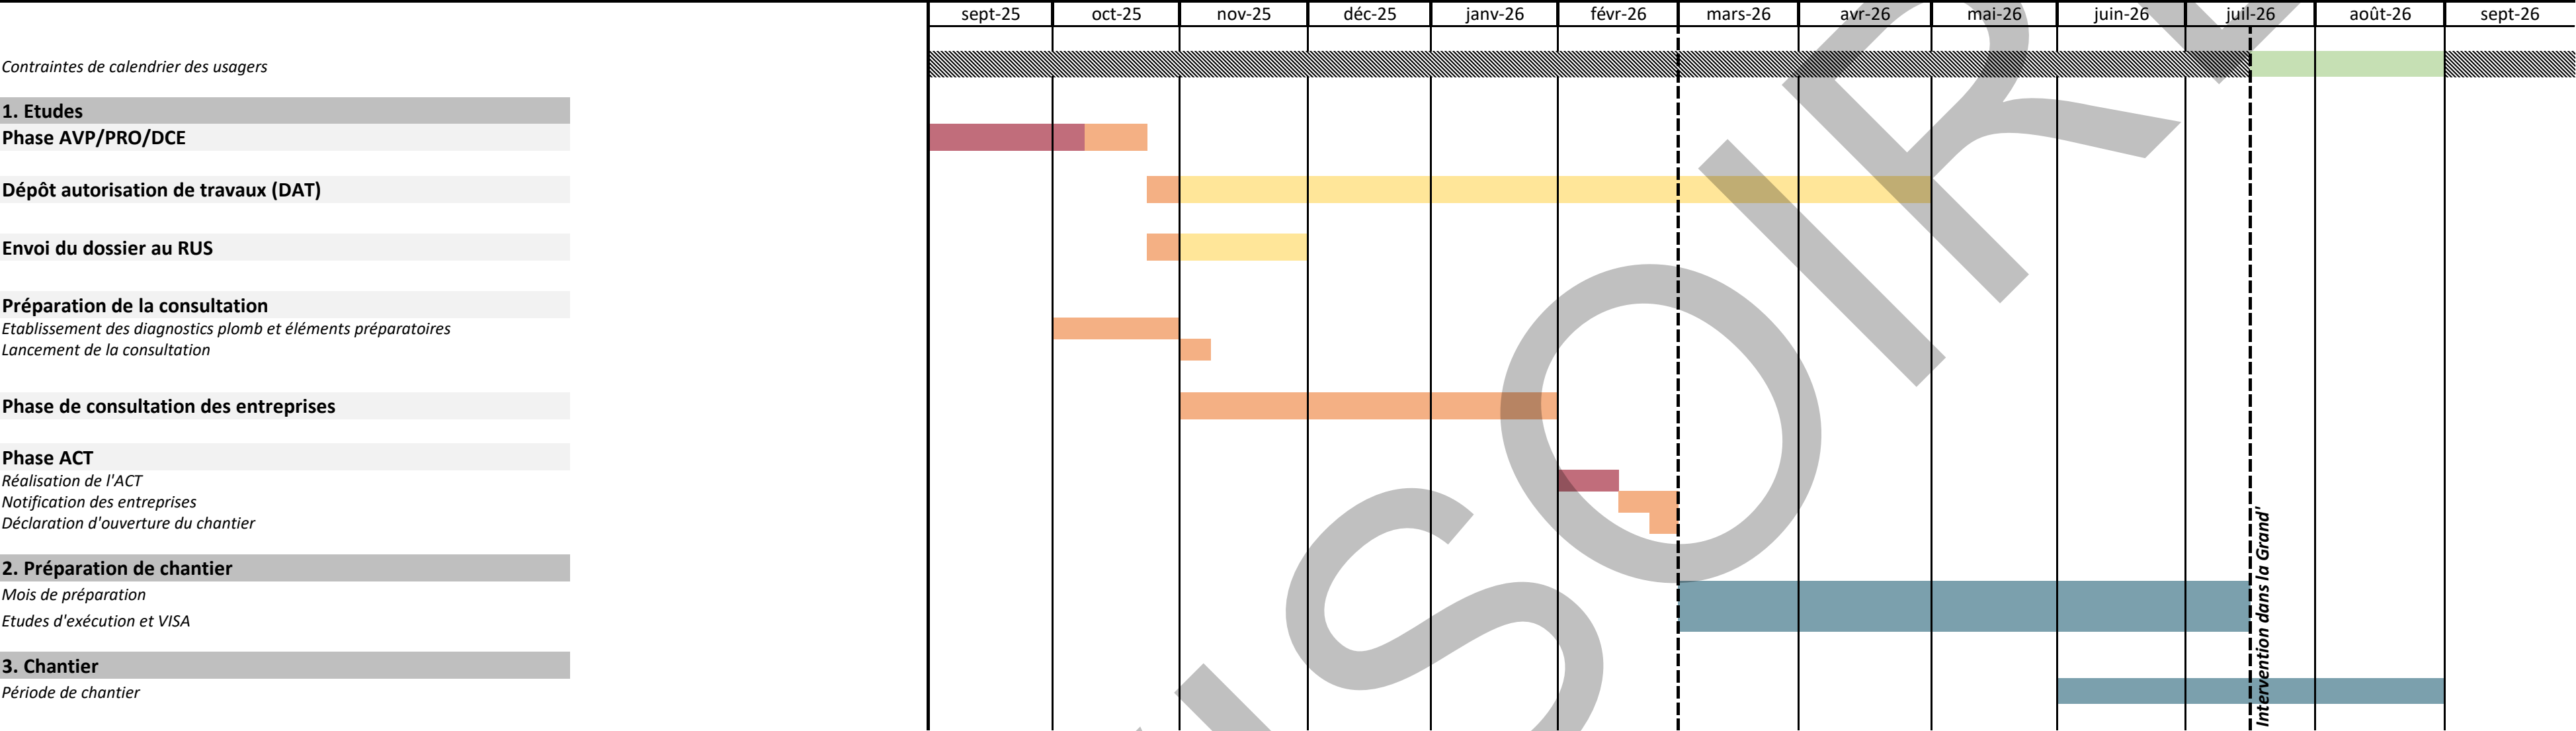 sept-25 oct-25 nov-25 déc-25 janv-26 févr-26 mars-26 avr-26 mai-26 juin-26 juil-26 août-26 sept-26
Contraintes de calendrier des usagers
1. Etudes
Phase AVP/PRO/DCE
Dépôt autorisation de travaux (DAT)
Envoi du dossier au RUS
Préparation de la consultation
Etablissement des diagnostics plomb et éléments préparatoires
Lancement de la consultation
Phase de consultation des entreprises
Phase ACT
Réalisation de l'ACT
Notification des entreprises
Déclaration d'ouverture du chantier
2. Préparation de chantier
Mois de préparation
Etudes d'exécution et VISA
3. Chantier
Période de chantier
Intervention dans la Grand'
SOIR